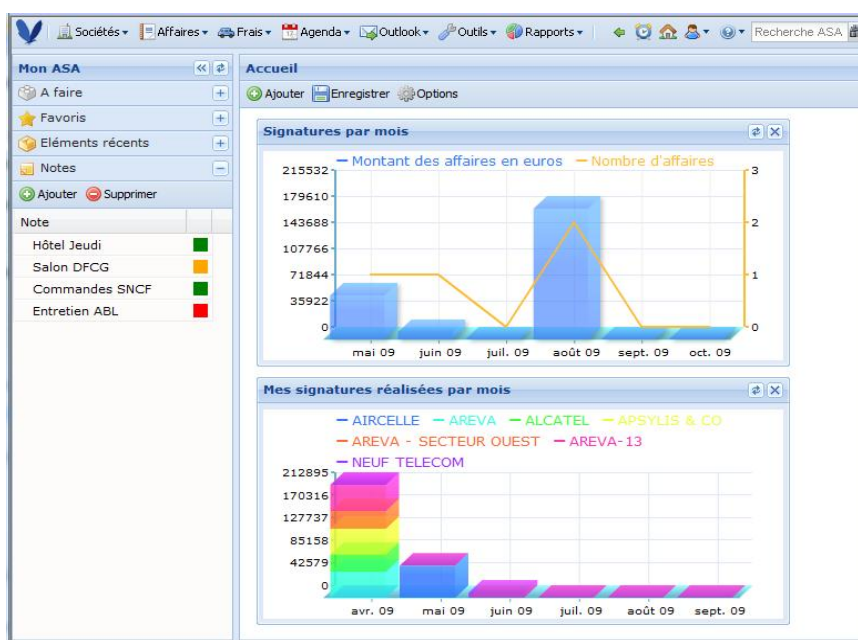 Sociétés Affaires Frais Agenda Outlook Outils Rapports Recherche ASA
Mon ASA
A faire
Favoris
Eléments récents
Notes
Ajouter Supprimer
Note
Hôtel Jeudi
Salon DFCG
Commandes SNCF
Entretien ABL
Accueil
Ajouter Enregistrer Options
Signatures par mois
Montant des affaires en euros Nombre d'affaires
215532 3
179610
143688 2
107766
71844 1
35922
0 0
mai 09 juin 09 juil. 09 août 09 sept. 09 oct. 09
Mes signatures réalisées par mois
AIRCELLE AREVA ALCATEL APSYLIS & CO
AREVA - SECTEUR OUEST AREVA-13
NEUF TELECOM
212895
170316
127737
85158
42579
0
avr. 09 mai 09 juin 09 juil. 09 août 09 sept. 09